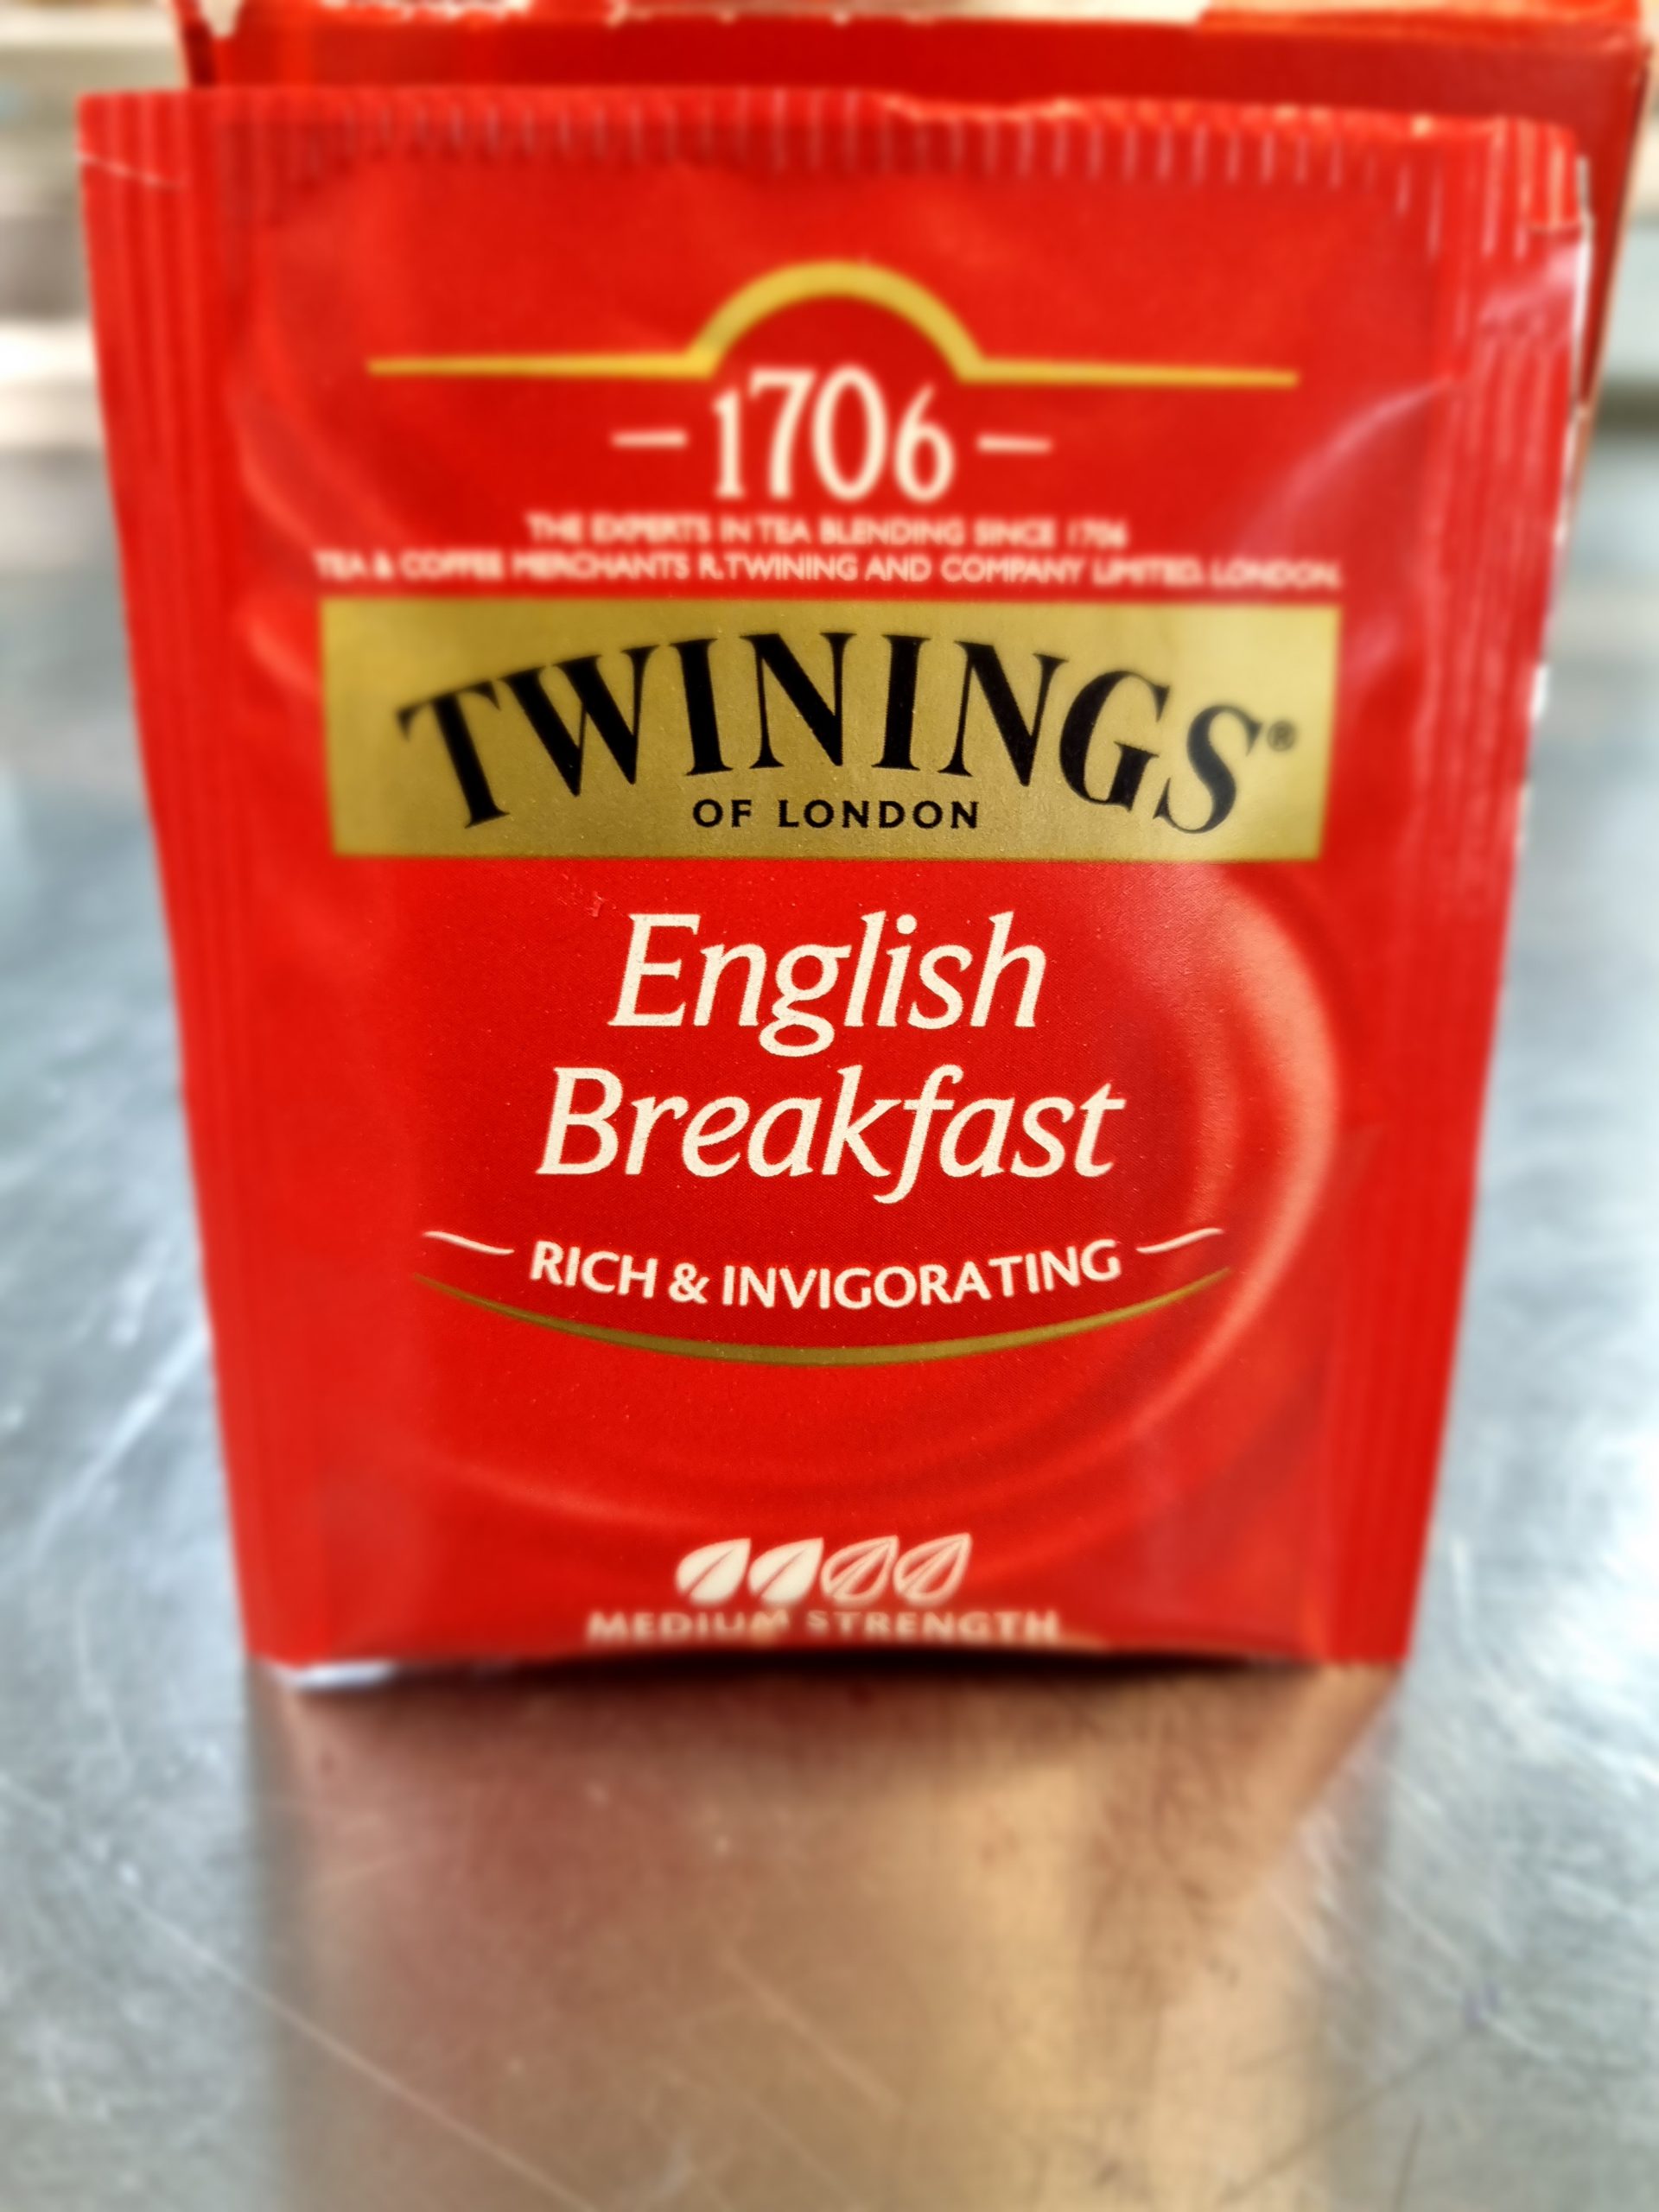 – 1706 –
THE EXPERTS IN TEA BLENDING SINCE 1706
TEA & COFFEE MERCHANTS R.TWINING AND COMPANY LIMITED, LONDON.
TWININGS®
OF LONDON
English
Breakfast
RICH & INVIGORATING
MEDIUM STRENGTH